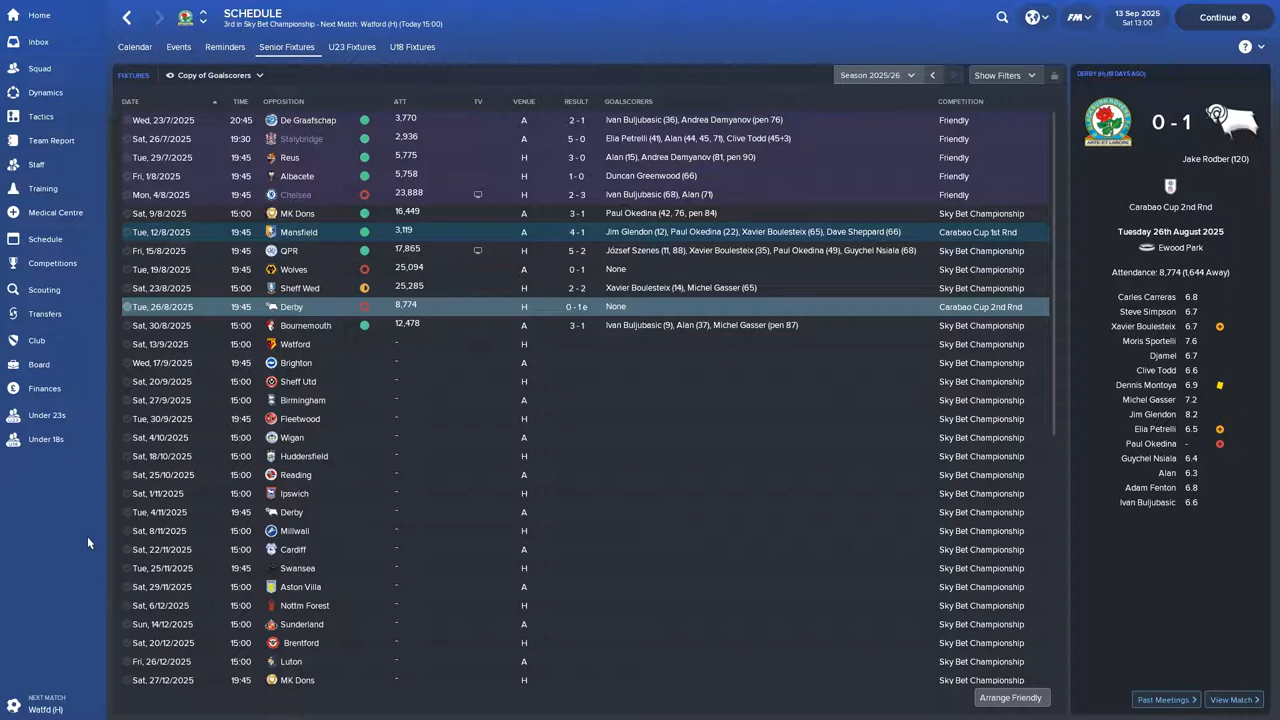 SCHEDULE
3rd in Sky Bet Championship - Next Match: Watford (H) (Today 15:00)
FM
13 Sep 2025
Sat 13:00
Continue
Home
Inbox
Squad
Dynamics
Tactics
Team Report
Staff
Training
Medical Centre
Schedule
Competitions
Scouting
Transfers
Club
Board
Finances
Under 23s
Under 18s
NEXT MATCH
Watfd (H)
Calendar Events Reminders Senior Fixtures U23 Fixtures U18 Fixtures
?
FIXTURES Copy of Goalscorers Season 2025/26 Show Filters
DATE TIME OPPOSITION ATT TV VENUE RESULT GOALSCORERS COMPETITION
Wed, 23/7/2025 20:45 De Graafschap 3,770 A 2 - 1 Ivan Buljubasic (36), Andrea Damyanov (pen 76) Friendly
Sat, 26/7/2025 19:30 Stalybridge 2,936 A 5 - 0 Elia Petrelli (41), Alan (44, 45, 71), Clive Todd (45+3) Friendly
Tue, 29/7/2025 19:45 Reus 5,775 H 3 - 0 Alan (15), Andrea Damyanov (81, pen 90) Friendly
Fri, 1/8/2025 19:45 Albacete 5,758 H 1 - 0 Duncan Greenwood (66) Friendly
Mon, 4/8/2025 19:45 Chelsea 23,888 H 2 - 3 Ivan Buljubasic (68), Alan (71) Friendly
Sat, 9/8/2025 15:00 MK Dons 16,449 A 3 - 1 Paul Okedina (42, 76, pen 84) Sky Bet Championship
Tue, 12/8/2025 19:45 Mansfield 3,119 A 4 - 1 Jim Glendon (12), Paul Okedina (22), Xavier Boulesteix (65), Dave Sheppard (66) Carabao Cup 1st Rnd
Fri, 15/8/2025 19:45 QPR 17,865 H 5 - 2 József Szenes (11, 88), Xavier Boulesteix (35), Paul Okedina (49), Guychel Nsiala (68) Sky Bet Championship
Tue, 19/8/2025 19:45 Wolves 25,094 A 0 - 1 None Sky Bet Championship
Sat, 23/8/2025 15:00 Sheff Wed 25,285 H 2 - 2 Xavier Boulesteix (14), Michel Gasser (65) Sky Bet Championship
Tue, 26/8/2025 19:45 Derby 8,774 H 0 - 1 e None Carabao Cup 2nd Rnd
Sat, 30/8/2025 15:00 Bournemouth 12,478 A 3 - 1 Ivan Buljubasic (9), Alan (37), Michel Gasser (pen 87) Sky Bet Championship
Sat, 13/9/2025 15:00 Watford - H Sky Bet Championship
Wed, 17/9/2025 19:45 Brighton - A Sky Bet Championship
Sat, 20/9/2025 15:00 Sheff Utd - H Sky Bet Championship
Sat, 27/9/2025 15:00 Birmingham - A Sky Bet Championship
Tue, 30/9/2025 19:45 Fleetwood - H Sky Bet Championship
Sat, 4/10/2025 15:00 Wigan - A Sky Bet Championship
Sat, 18/10/2025 15:00 Huddersfield - H Sky Bet Championship
Sat, 25/10/2025 15:00 Reading - A Sky Bet Championship
Sat, 1/11/2025 15:00 Ipswich - H Sky Bet Championship
Tue, 4/11/2025 19:45 Derby - A Sky Bet Championship
Sat, 8/11/2025 15:00 Millwall - H Sky Bet Championship
Sat, 22/11/2025 15:00 Cardiff - A Sky Bet Championship
Tue, 25/11/2025 19:45 Swansea - H Sky Bet Championship
Sat, 29/11/2025 15:00 Aston Villa - A Sky Bet Championship
Sat, 6/12/2025 15:00 Nottm Forest - H Sky Bet Championship
Sun, 14/12/2025 15:00 Sunderland - A Sky Bet Championship
Sat, 20/12/2025 15:00 Brentford - H Sky Bet Championship
Fri, 26/12/2025 15:00 Luton - A Sky Bet Championship
Sat, 27/12/2025 19:45 MK Dons - H Sky Bet Championship
Arrange Friendly
DERBY (H) (18 DAYS AGO)
0 - 1
Jake Rodber (120)
Carabao Cup 2nd Rnd
Tuesday 26th August 2025
Ewood Park
Attendance: 8,774 (1,644 Away)
Carles Carreras 6.8
Steve Simpson 6.7
Xavier Boulesteix 6.7
Moris Sportelli 7.6
Djamel 6.7
Clive Todd 6.6
Dennis Montoya 6.9
Michel Gasser 7.2
Jim Glendon 8.2
Elia Petrelli 6.5
Paul Okedina -
Guychel Nsiala 6.4
Alan 6.3
Adam Fenton 6.8
Ivan Buljubasic 6.6
Past Meetings View Match